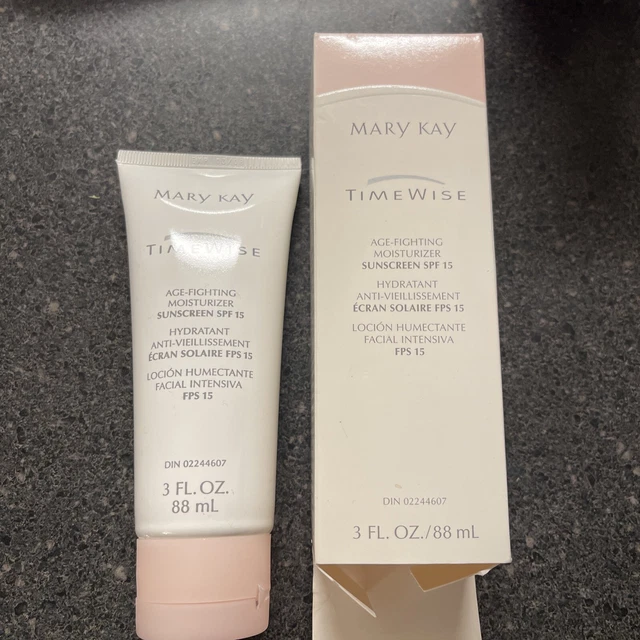 MARY KAY
TIMEWISE
AGE-FIGHTING
MOISTURIZER
SUNSCREEN SPF 15
HYDRATANT
ANTI-VIEILLISSEMENT
ÉCRAN SOLAIRE FPS 15
LOCIÓN HUMECTANTE
FACIAL INTENSIVA
FPS 15
DIN 02244607
3 FL. OZ.
88 mL
MARY KAY
TIMEWISE
AGE-FIGHTING
MOISTURIZER
SUNSCREEN SPF 15
HYDRATANT
ANTI-VIEILLISSEMENT
ÉCRAN SOLAIRE FPS 15
LOCIÓN HUMECTANTE
FACIAL INTENSIVA
FPS 15
DIN 02244607
3 FL. OZ./88 mL